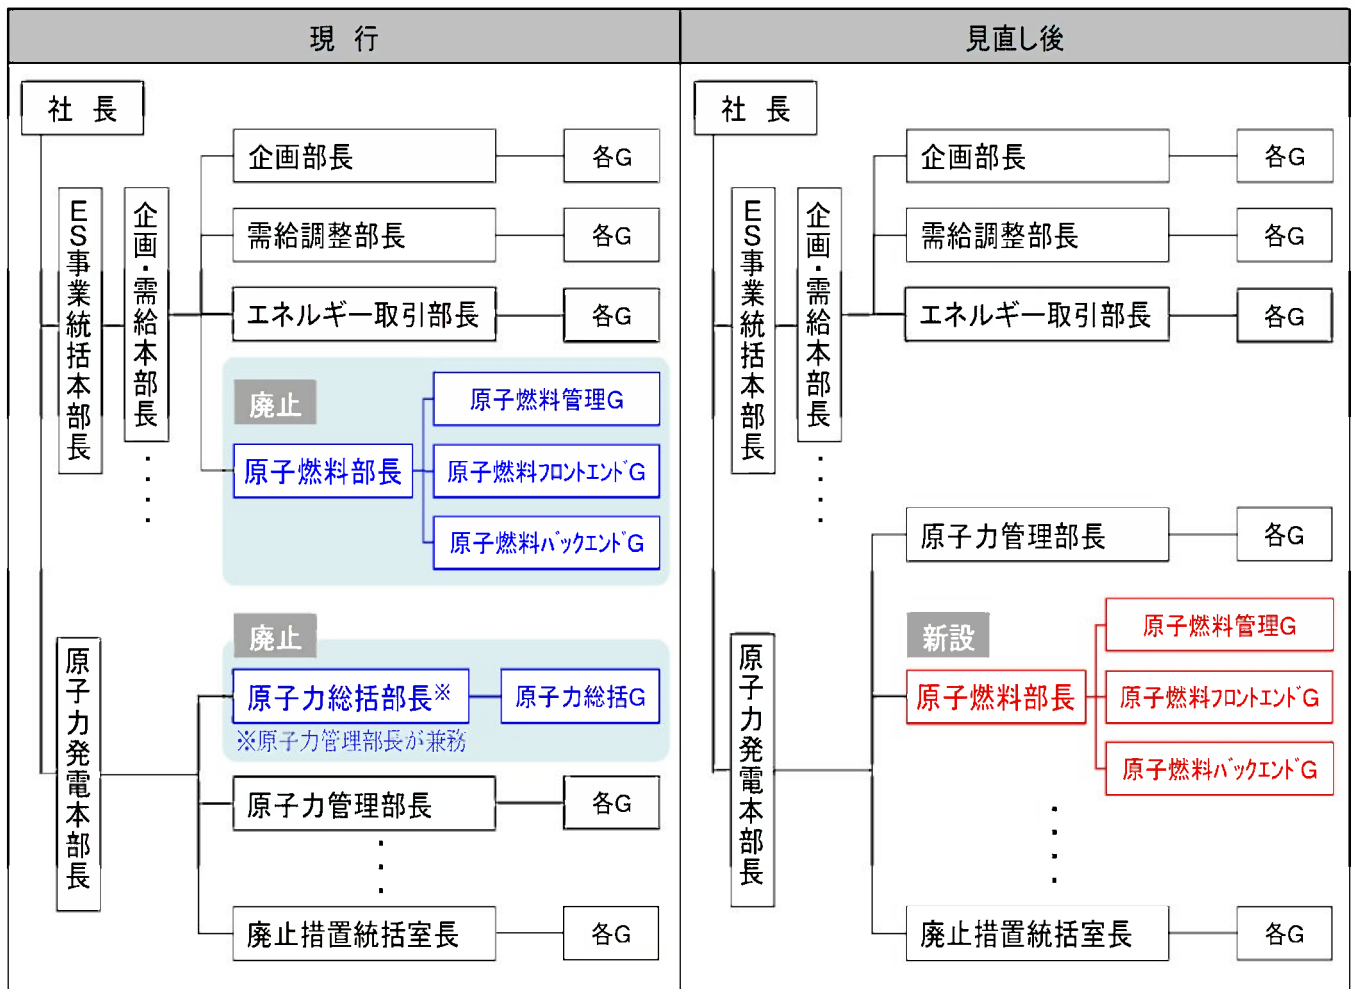 現 行
社 長
企画部長
各G
需給調整部長
各G
エネルギー取引部長
各G
ES事業統括本部長
企画・需給本部長
廃止
原子燃料管理G
原子燃料部長
原子燃料フロントエンドG
原子燃料バックエンドG
廃止
原子力総括部長※
原子力総括G
※原子力管理部長が兼務
原子力発電本部長
原子力管理部長
各G
廃止措置統括室長
各G
見直し後
社 長
企画部長
各G
需給調整部長
各G
エネルギー取引部長
各G
ES事業統括本部長
企画・需給本部長
原子力管理部長
各G
新設
原子燃料管理G
原子燃料部長
原子燃料フロントエンドG
原子燃料バックエンドG
原子力発電本部長
廃止措置統括室長
各G